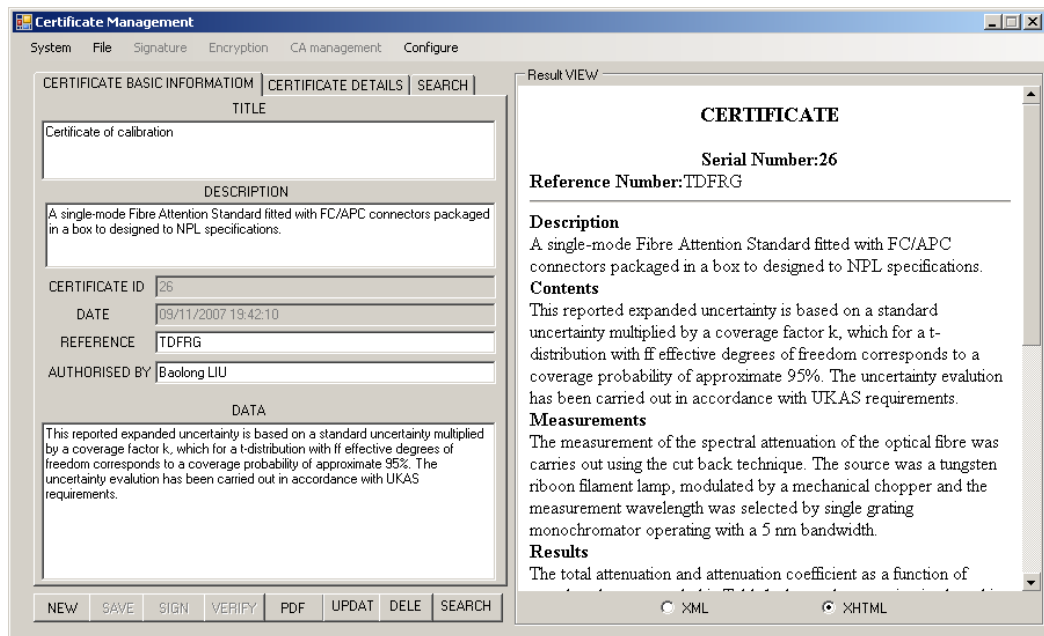 Certificate Management
System File Signature Encryption CA management Configure
CERTIFICATE BASIC INFORMATIOM CERTIFICATE DETAILS SEARCH
TITLE
Certificate of calibration
DESCRIPTION
A single-mode Fibre Attention Standard fitted with FC/APC connectors packaged
in a box to designed to NPL specifications.
CERTIFICATE ID 26
DATE 09/11/2007 19:42:10
REFERENCE TDFRG
AUTHORISED BY Baolong LIU
DATA
This reported expanded uncertainty is based on a standard uncertainty multiplied
by a coverage factor k, which for a t-distribution with ff effective degrees of
freedom corresponds to a coverage probability of approximate 95%. The
uncertainty evalution has been carried out in accordance with UKAS
requirements.
NEW SAVE SIGN VERIFY PDF UPDAT DELE SEARCH
Result VIEW
CERTIFICATE
Serial Number:26
Reference Number:TDFRG
Description
A single-mode Fibre Attention Standard fitted with FC/APC
connectors packaged in a box to designed to NPL specifications.
Contents
This reported expanded uncertainty is based on a standard
uncertainty multiplied by a coverage factor k, which for a t-
distribution with ff effective degrees of freedom corresponds to a
coverage probability of approximate 95%. The uncertainty evalution
has been carried out in accordance with UKAS requirements.
Measurements
The measurement of the spectral attenuation of the optical fibre was
carries out using the cut back technique. The source was a tungsten
riboon filament lamp, modulated by a mechanical chopper and the
measurement wavelength was selected by single grating
monochromator operating with a 5 nm bandwidth.
Results
The total attenuation and attenuation coefficient as a function of
XML XHTML